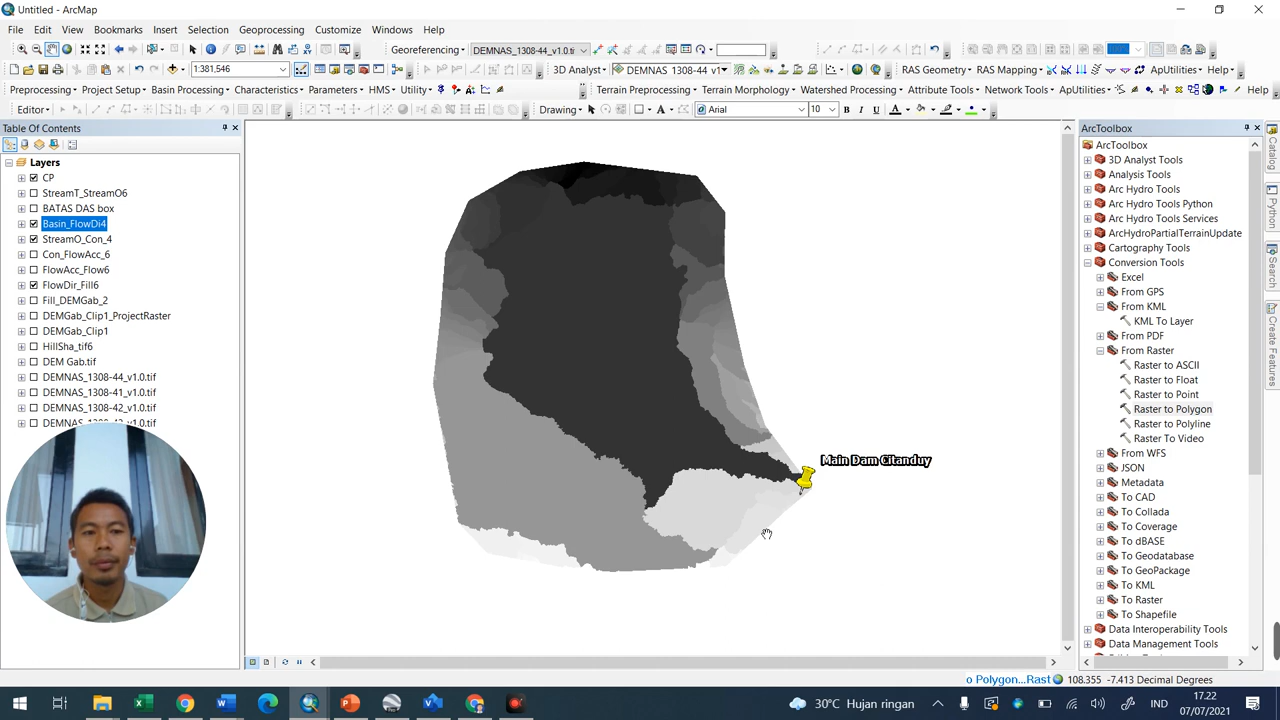 Untitled - ArcMap
File Edit View Bookmarks Insert Selection Geoprocessing Customize Windows Help
Georeferencing DEMNAS_1308-44_v1.0.ti
1:381,546 3D Analyst DEMNAS 1308-44 v1 RAS Geometry RAS Mapping ApUtilities Help
Preprocessing Project Setup Basin Processing Characteristics Parameters HMS Utility Terrain Preprocessing Terrain Morphology Watershed Processing Attribute Tools Network Tools ApUtilities Help
Editor Drawing Arial 10 B I U A
Table Of Contents
Layers
CP
StreamT_StreamO6
BATAS DAS box
Basin_FlowDi4
StreamO_Con_4
Con_FlowAcc_6
FlowAcc_Flow6
FlowDir_Fill6
Fill_DEMGab_2
DEMGab_Clip1_ProjectRaster
DEMGab_Clip1
HillSha_tif6
DEM Gab.tif
DEMNAS_1308-44_v1.0.tif
DEMNAS_1308-41_v1.0.tif
DEMNAS_1308-42_v1.0.tif
Main Dam Citanduy
ArcToolbox
ArcToolbox
3D Analyst Tools
Analysis Tools
Arc Hydro Tools
Arc Hydro Tools Python
Arc Hydro Tools Services
ArcHydroPartialTerrainUpdate
Cartography Tools
Conversion Tools
Excel
From GPS
From KML
KML To Layer
From PDF
From Raster
Raster to ASCII
Raster to Float
Raster to Point
Raster to Polygon
Raster to Polyline
Raster To Video
From WFS
JSON
Metadata
To CAD
To Collada
To Coverage
To dBASE
To Geodatabase
To GeoPackage
To KML
To Raster
To Shapefile
Data Interoperability Tools
Data Management Tools
Catalog
Search
Create Features
o Polygon...Rast 108.355 -7.413 Decimal Degrees
30°C Hujan ringan IND 17.22
07/07/2021